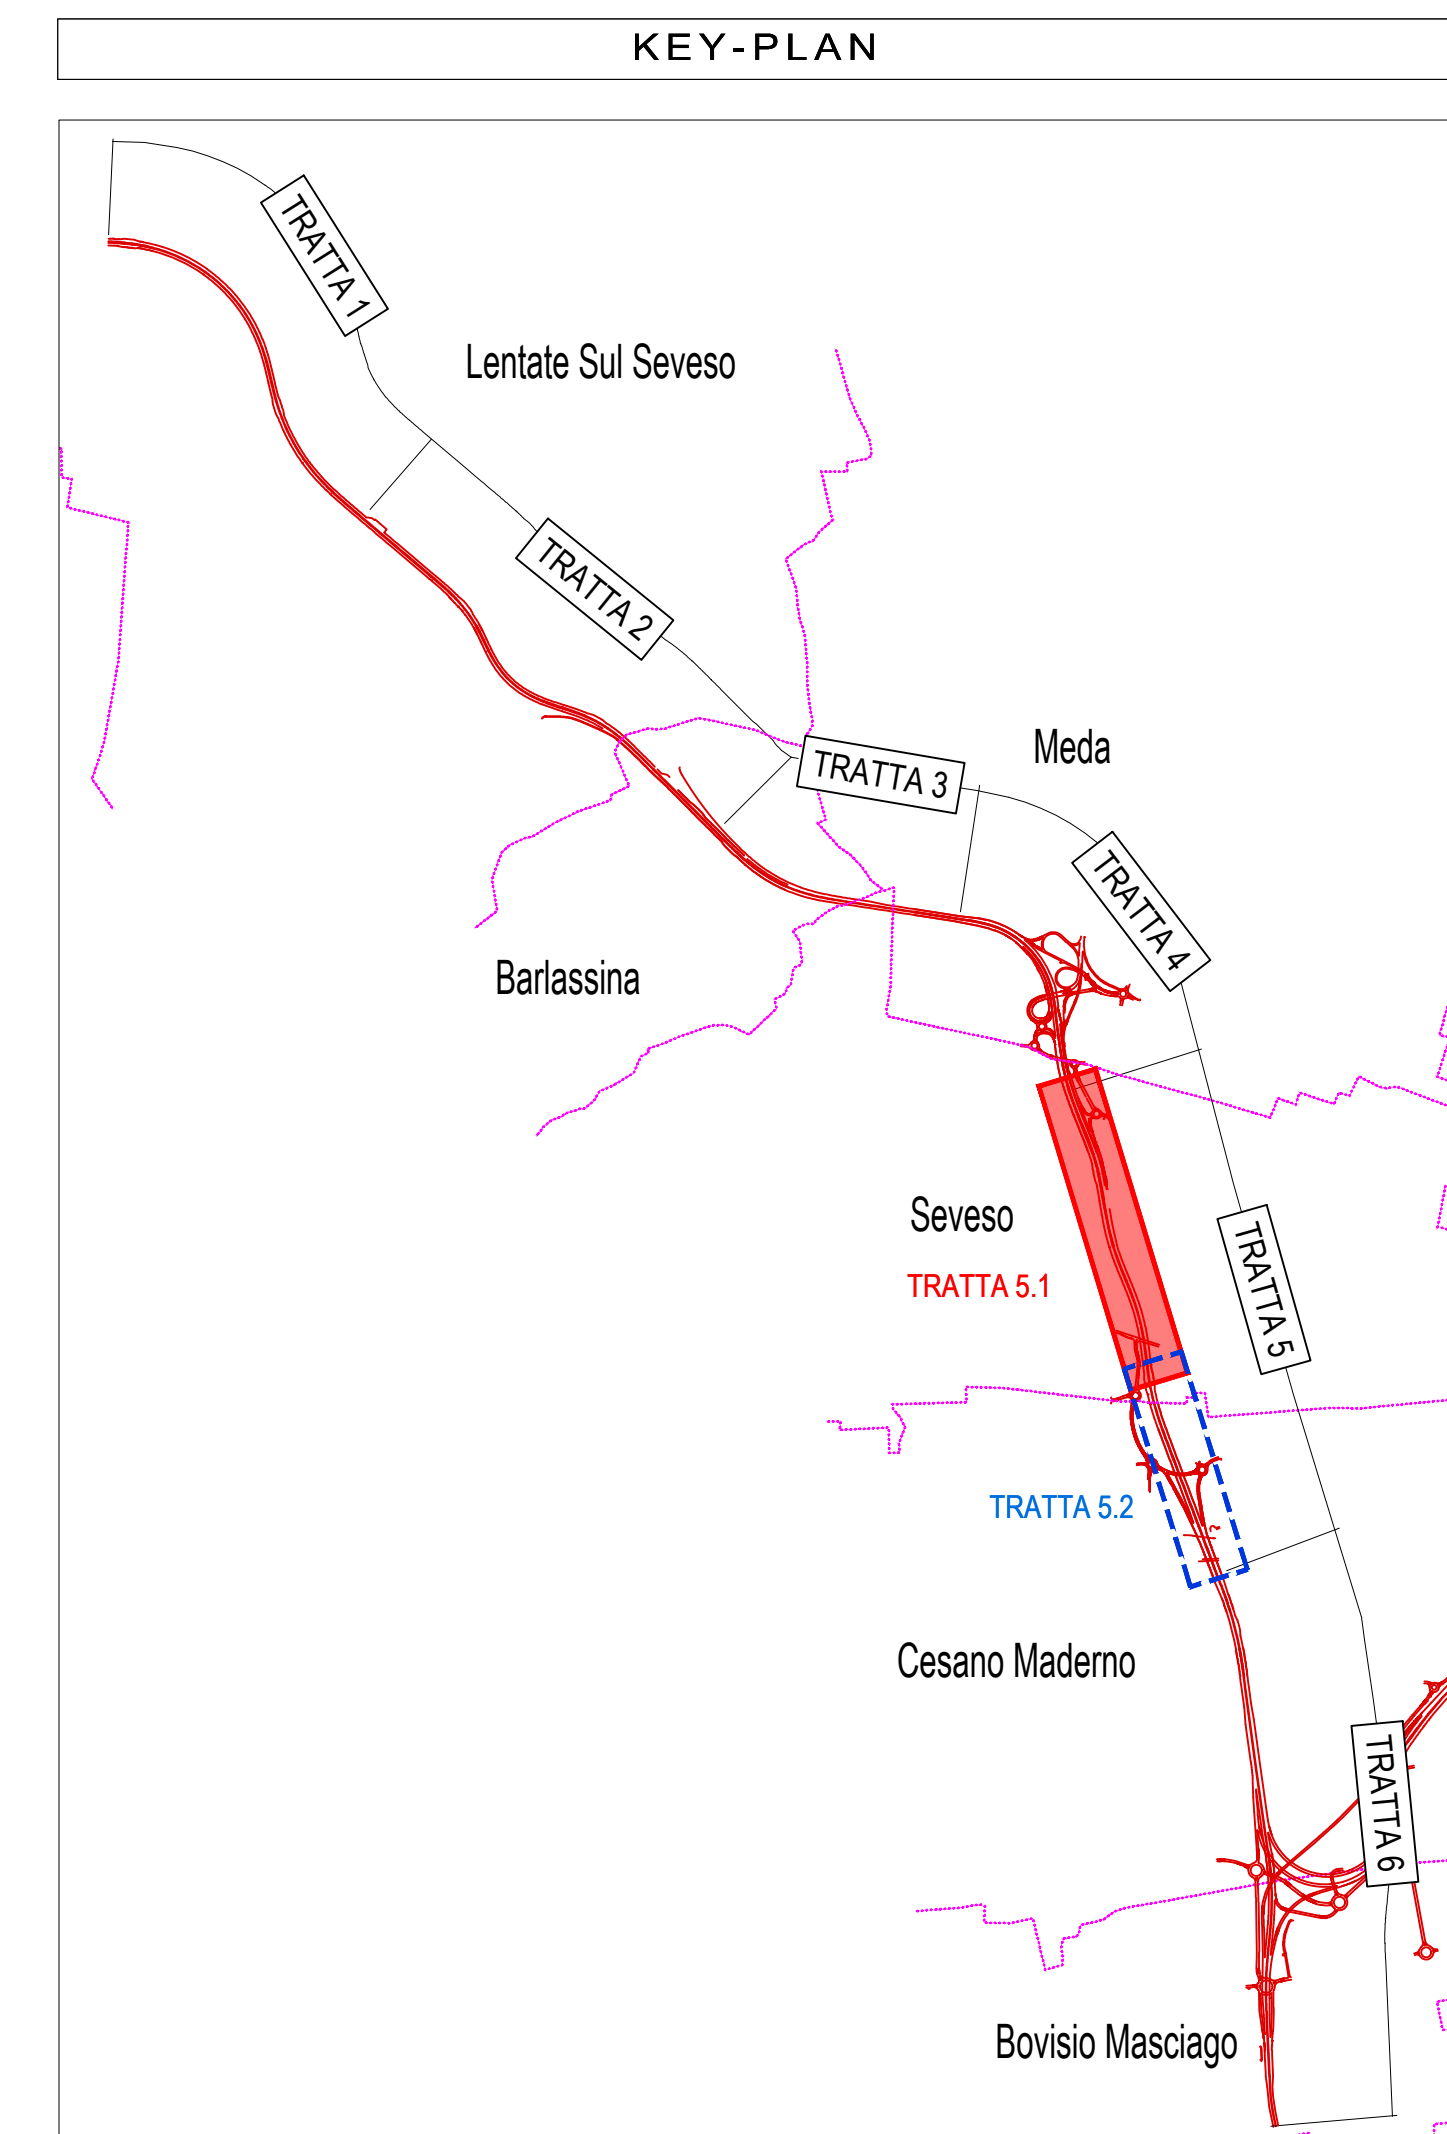 KEY-PLAN
TRATTA 1
Lentate Sul Seveso
TRATTA 2
Meda
TRATTA 3
TRATTA 4
Barlassina
Seveso
TRATTA 5.1
TRATTA 5
TRATTA 5.2
Cesano Maderno
TRATTA 6
Bovisio Masciago